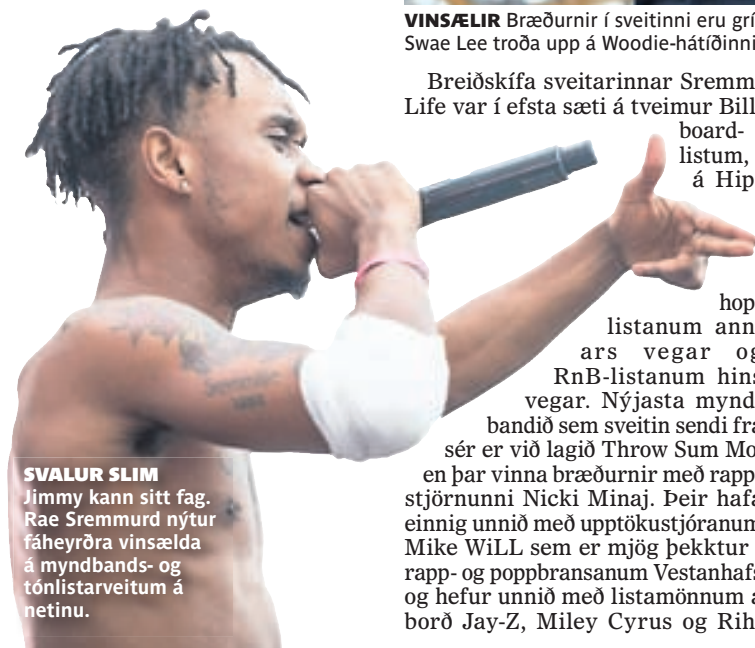 VINSÆLIR Bræðurnir í sveitinni eru grí
Swae Lee troða upp á Woodie-hátíðinni
Breiðskífa sveitarinnar Sremm
Life var í efsta sæti á tveimur Bill
board-
listum,
á Hip
hop
listanum ann
ars vegar og
RnB-listanum hins
vegar. Nýjasta mynd
bandið sem sveitin sendi frá
sér er við lagið Throw Sum Mo
en þar vinna bræðurnir með rapp
stjörnunni Nicki Minaj. Þeir hafa
einnig unnið með upptökustjóranum
Mike WiLL sem er mjög þekktur
rapp- og poppbransanum Vestanhafs
og hefur unnið með listamönnum á
borð Jay-Z, Miley Cyrus og Rih
SVALUR SLIM
Jimmy kann sitt fag.
Rae Sremmurd nýtur
fáheyrðra vinsælda
á myndbands- og
tónlistarveitum á
netinu.